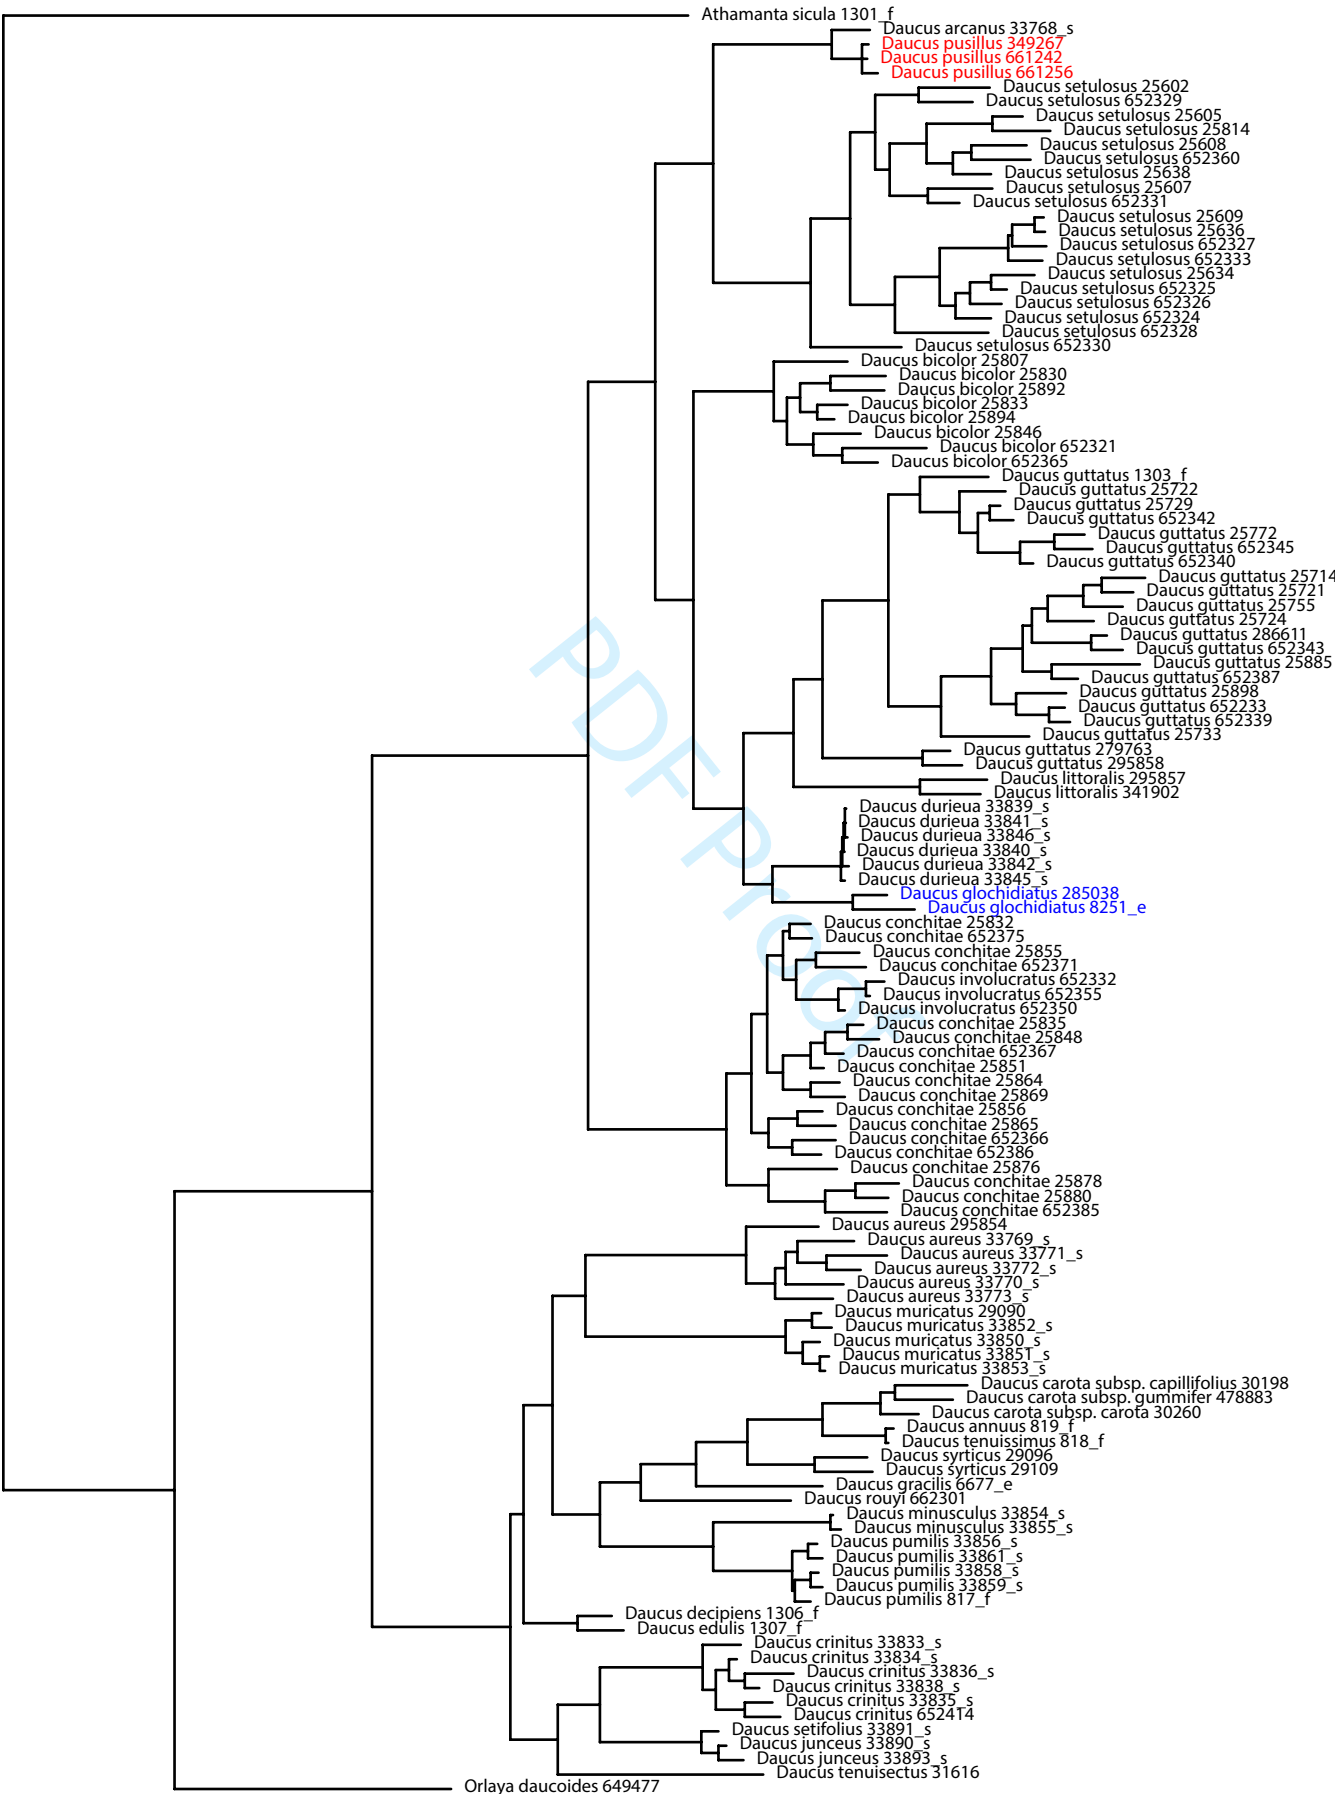 Athamanta sicula 1301_f
Daucus arcanus 33768_s
Daucus pusillus 349267
Daucus pusillus 661242
Daucus pusillus 661256
Daucus setulosus 25602
Daucus setulosus 652329
Daucus setulosus 25605
Daucus setulosus 25814
Daucus setulosus 25608
Daucus setulosus 652360
Daucus setulosus 25638
Daucus setulosus 25607
Daucus setulosus 652331
Daucus setulosus 25609
Daucus setulosus 25636
Daucus setulosus 652327
Daucus setulosus 652333
Daucus setulosus 25634
Daucus setulosus 652325
Daucus setulosus 652326
Daucus setulosus 652324
Daucus setulosus 652328
Daucus setulosus 652330
Daucus bicolor 25807
Daucus bicolor 25830
Daucus bicolor 25892
Daucus bicolor 25833
Daucus bicolor 25894
Daucus bicolor 25846
Daucus bicolor 652321
Daucus bicolor 652365
Daucus guttatus 1303_f
Daucus guttatus 25722
Daucus guttatus 25729
Daucus guttatus 652342
Daucus guttatus 25772
Daucus guttatus 652345
Daucus guttatus 652340
Daucus guttatus 25714
Daucus guttatus 25721
Daucus guttatus 25755
Daucus guttatus 25724
Daucus guttatus 286611
Daucus guttatus 652343
Daucus guttatus 25885
Daucus guttatus 652387
Daucus guttatus 25898
Daucus guttatus 652233
Daucus guttatus 652339
Daucus guttatus 25733
Daucus guttatus 279763
Daucus guttatus 295858
Daucus littoralis 295857
Daucus littoralis 341902
Daucus durieua 33839_s
Daucus durieua 33841_s
Daucus durieua 33846_s
Daucus durieua 33840_s
Daucus durieua 33842_s
Daucus durieua 33845_s
Daucus glochidiatus 285038
Daucus glochidiatus 8251_e
Daucus conchitae 25832
Daucus conchitae 652375
Daucus conchitae 25855
Daucus conchitae 652371
Daucus involucratus 652332
Daucus involucratus 652355
Daucus involucratus 652350
Daucus conchitae 25835
Daucus conchitae 25848
Daucus conchitae 652367
Daucus conchitae 25851
Daucus conchitae 25864
Daucus conchitae 25869
Daucus conchitae 25856
Daucus conchitae 25865
Daucus conchitae 652366
Daucus conchitae 652386
Daucus conchitae 25876
Daucus conchitae 25878
Daucus conchitae 25880
Daucus conchitae 652385
Daucus aureus 295854
Daucus aureus 33769_s
Daucus aureus 33771_s
Daucus aureus 33772_s
Daucus aureus 33770_s
Daucus aureus 33773_s
Daucus muricatus 29090
Daucus muricatus 33852_s
Daucus muricatus 33850_s
Daucus muricatus 33851_s
Daucus muricatus 33853_s
Daucus carota subsp. capillifolius 30198
Daucus carota subsp. gummifer 478883
Daucus carota subsp. carota 30260
Daucus annuus 819_f
Daucus tenuissimus 818_f
Daucus syrticus 29096
Daucus syrticus 29109
Daucus gracilis 6677_e
Daucus rouyi 662301
Daucus minusculus 33854_s
Daucus minusculus 33855_s
Daucus pumilis 33856_s
Daucus pumilis 33861_s
Daucus pumilis 33858_s
Daucus pumilis 33859_s
Daucus pumilis 817_f
Daucus decipiens 1306_f
Daucus edulis 1307_f
Daucus crinitus 33833_s
Daucus crinitus 33834_s
Daucus crinitus 33836_s
Daucus crinitus 33838_s
Daucus crinitus 33835_s
Daucus crinitus 652414
Daucus setifolius 33891_s
Daucus junceus 33890_s
Daucus junceus 33893_s
Daucus tenuisectus 31616
Orlaya daucoides 649477
PDF Proof